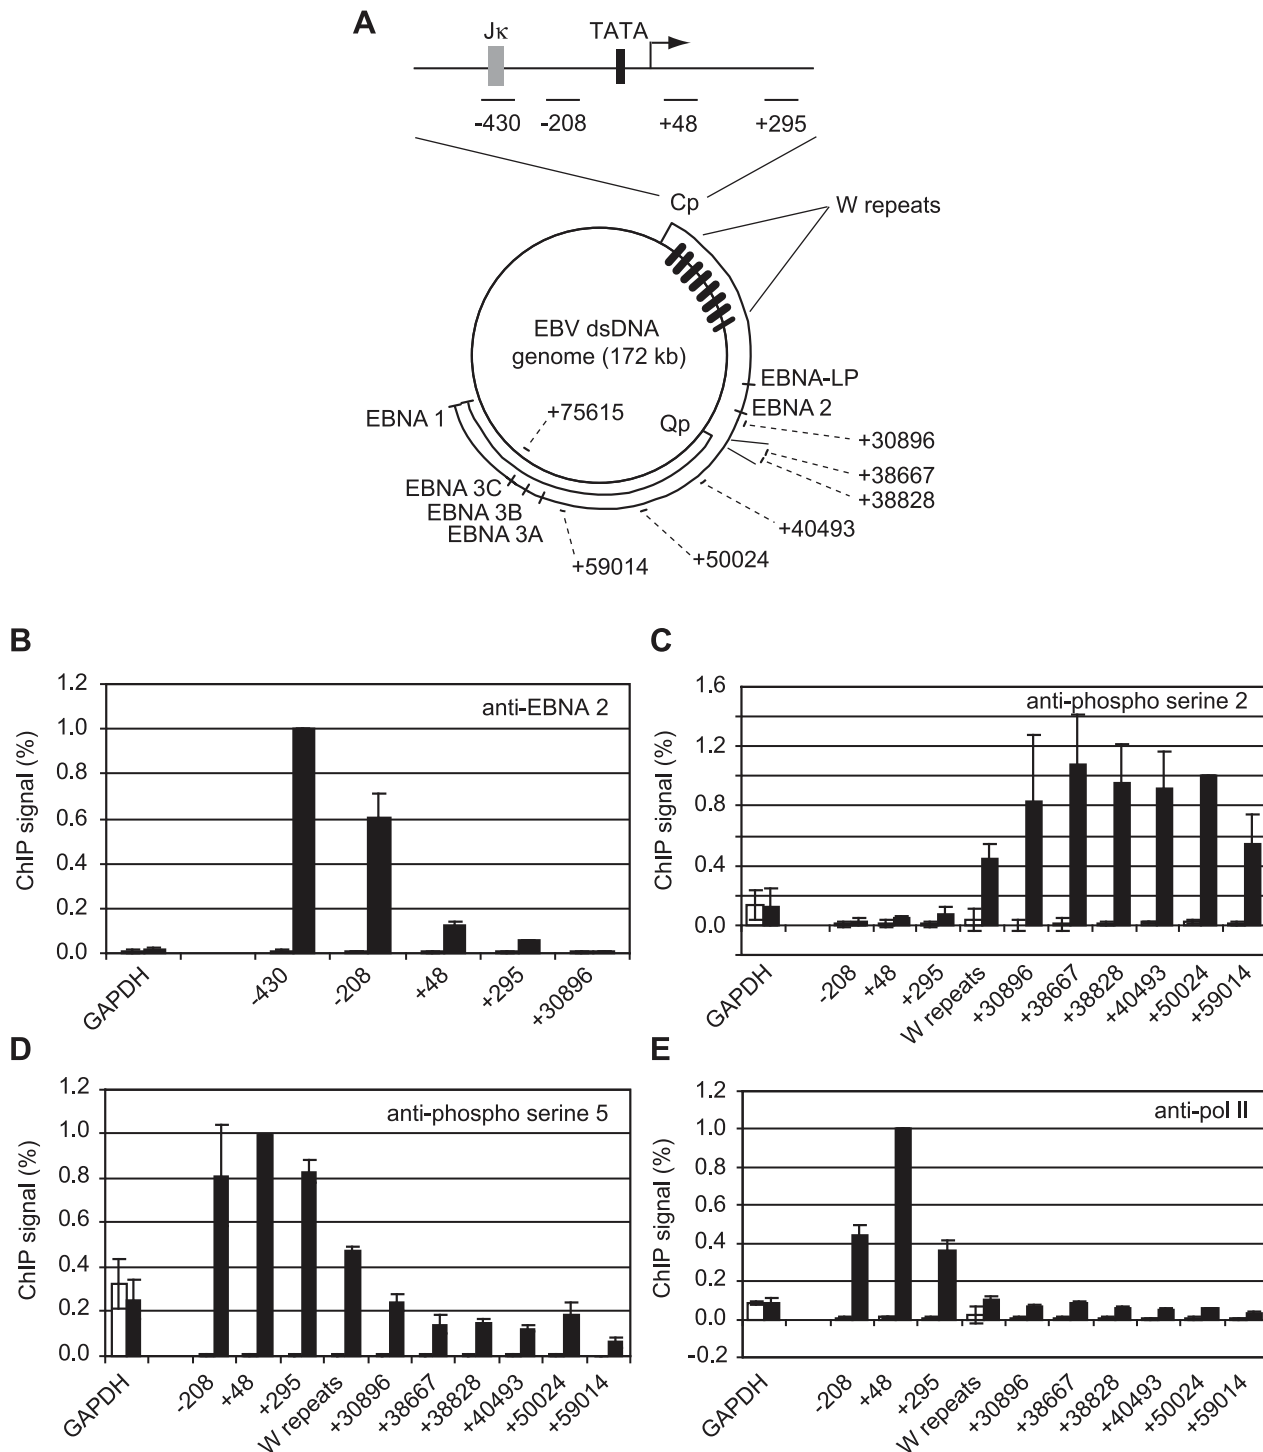 A
Jκ
TATA
-430
-208
+48
+295
Cp
W repeats
EBV dsDNA
genome (172 kb)
EBNA-LP
EBNA 2
+75615
Qp
EBNA 1
+30896
+38667
+38828
EBNA 3C
EBNA 3B
EBNA 3A
+40493
+50024
+59014
B
anti-EBNA 2
ChIP signal (%)
1.2
1.0
0.8
0.6
0.4
0.2
0.0
GAPDH
-430
-208
+48
+295
+30896
C
anti-phospho serine 2
ChIP signal (%)
1.6
1.2
0.8
0.4
0.0
GAPDH
-208
+48
+295
W repeats
+30896
+38667
+38828
+40493
+50024
+59014
D
anti-phospho serine 5
ChIP signal (%)
1.2
1.0
0.8
0.6
0.4
0.2
0.0
GAPDH
-208
+48
+295
W repeats
+30896
+38667
+38828
+40493
+50024
+59014
E
anti-pol II
ChIP signal (%)
1.2
1.0
0.8
0.6
0.4
0.2
0.0
-0.2
GAPDH
-208
+48
+295
W repeats
+30896
+38667
+38828
+40493
+50024
+59014